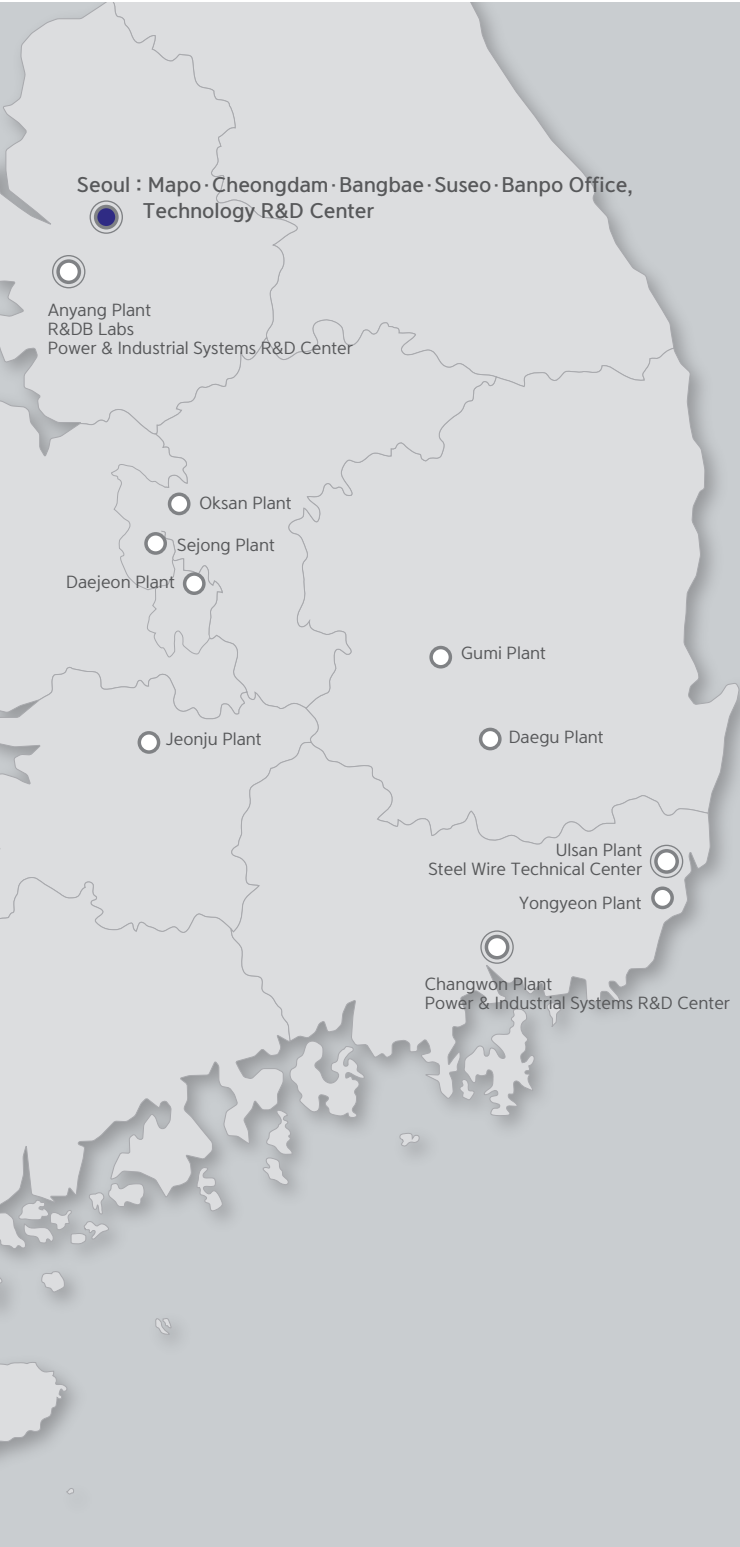 Seoul : Mapo·Cheongdam·Bangbae·Suseo·Banpo Office,
Technology R&D Center
Anyang Plant
R&DB Labs
Power & Industrial Systems R&D Center
Oksan Plant
Sejong Plant
Daejeon Plant
Gumi Plant
Daegu Plant
Jeonju Plant
Ulsan Plant
Steel Wire Technical Center
Yongyeon Plant
Changwon Plant
Power & Industrial Systems R&D Center